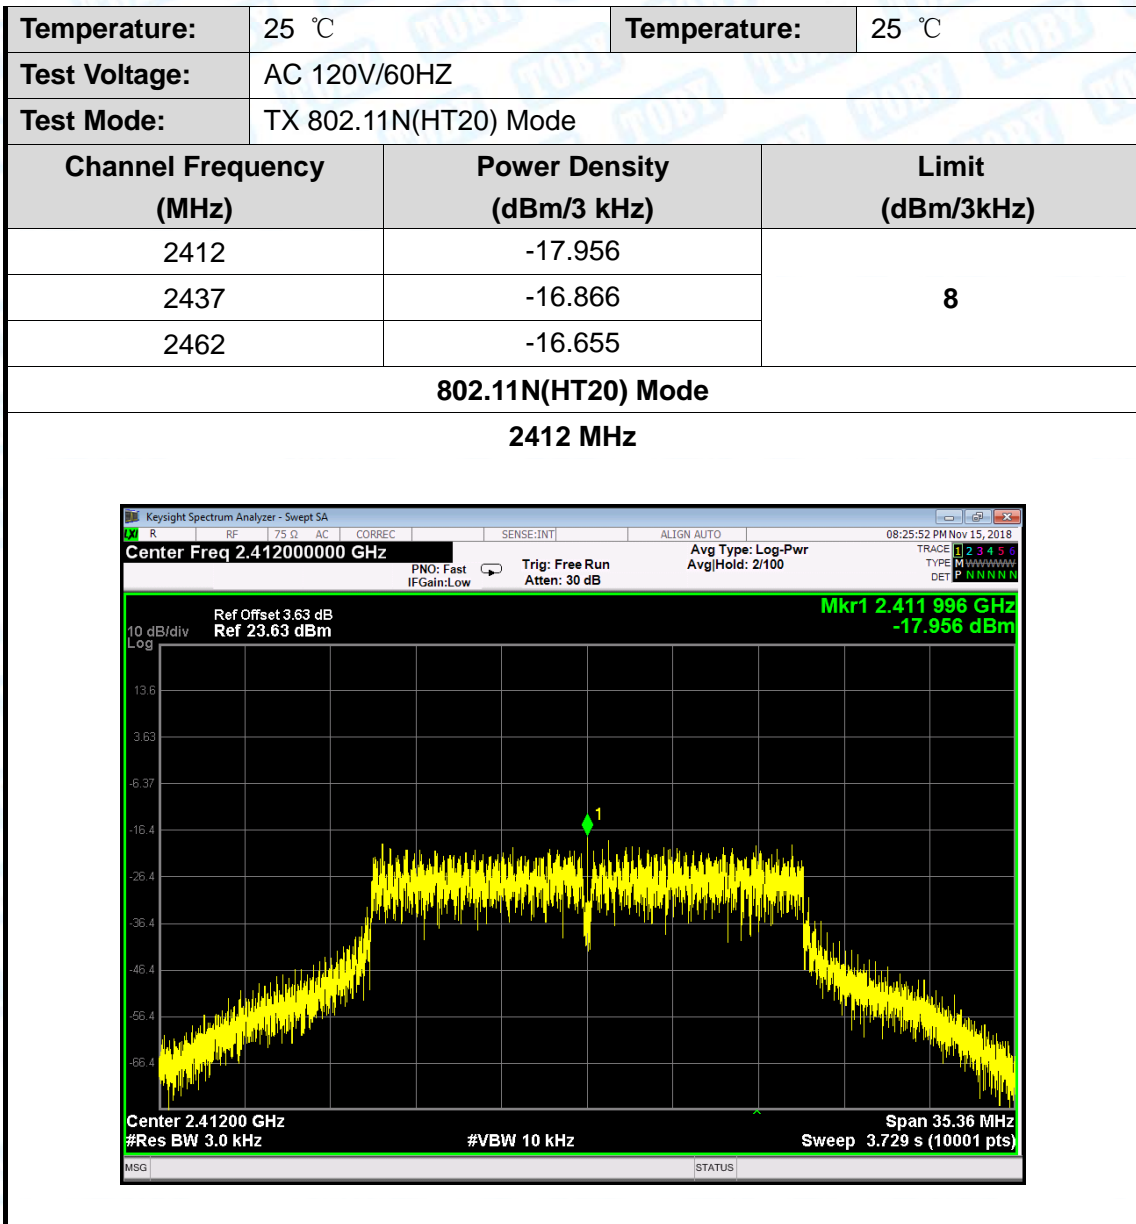 Temperature: 25 ℃ Temperature: 25 ℃
Test Voltage: AC 120V/60HZ
Test Mode: TX 802.11N(HT20) Mode
Channel Frequency (MHz) Power Density (dBm/3 kHz) Limit (dBm/3kHz)
2412 -17.956
2437 -16.866 8
2462 -16.655
802.11N(HT20) Mode
2412 MHz
Keysight Spectrum Analyzer - Swept SA
LXI R RF 75 Ω AC CORREC SENSE:INT ALIGN AUTO 08:25:52 PM Nov 15, 2018
Center Freq 2.412000000 GHz
PNO: Fast
IFGain:Low
Trig: Free Run
Atten: 30 dB
Avg Type: Log-Pwr
Avg|Hold: 2/100
TRACE 1 2 3 4 5 6
TYPE M WWWWW
DET P N N N N N
Mkr1 2.411 996 GHz
-17.956 dBm
Ref Offset 3.63 dB
10 dB/div Ref 23.63 dBm
Log
13.6
3.63
-6.37
-16.4
-26.4
-36.4
-46.4
-56.4
-66.4
1
Center 2.41200 GHz Span 35.36 MHz
#Res BW 3.0 kHz #VBW 10 kHz Sweep 3.729 s (10001 pts)
MSG STATUS
TOBY
TOBY
TOBY
TOBY
TOBY
TOBY